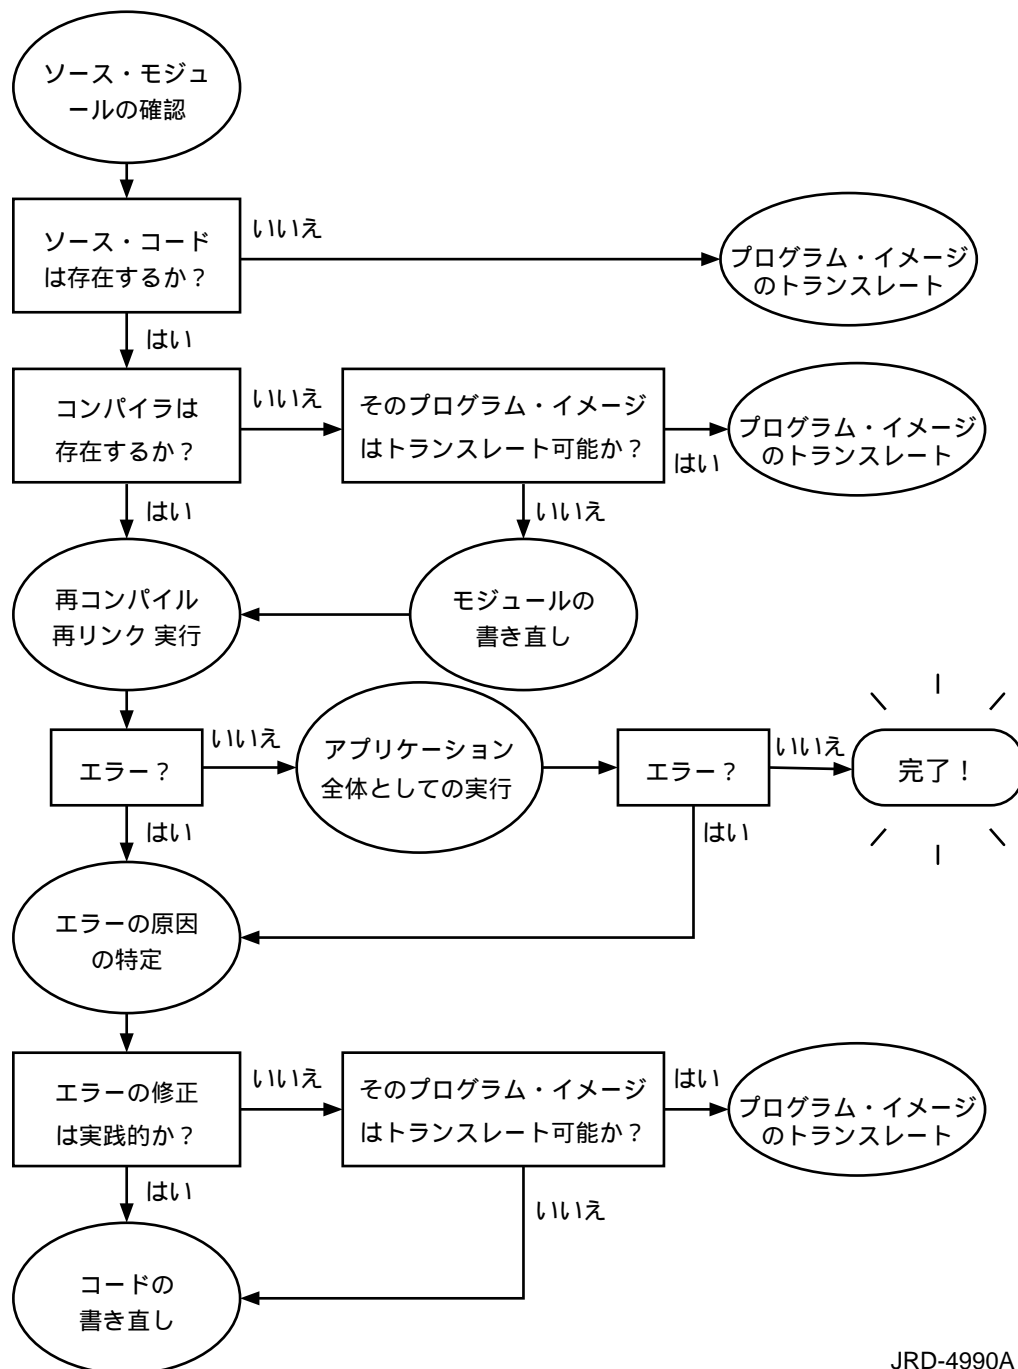 ソース・モジュ
ールの確認
ソース・コード
は存在するか？
いいえ
プログラム・イメージ
のトランスレート
はい
コンパイラは
存在するか？
いいえ
そのプログラム・イメージ
はトランスレート可能か？
はい
プログラム・イメージ
のトランスレート
はい
いいえ
再コンパイル
再リンク 実行
モジュールの
書き直し
エラー？
いいえ
アプリケーション
全体としての実行
エラー？
いいえ
完了！
はい
はい
エラーの原因
の特定
エラーの修正
は実践的か？
いいえ
そのプログラム・イメージ
はトランスレート可能か？
はい
プログラム・イメージ
のトランスレート
はい
いいえ
コードの
書き直し
JRD-4990A